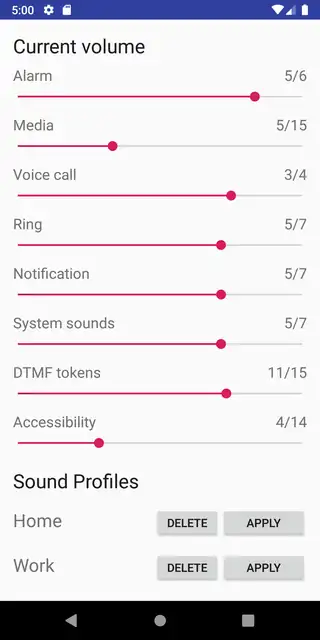 5:00
Current volume
Alarm 5/6
Media 5/15
Voice call 3/4
Ring 5/7
Notification 5/7
System sounds 5/7
DTMF tokens 11/15
Accessibility 4/14
Sound Profiles
Home DELETE APPLY
Work DELETE APPLY